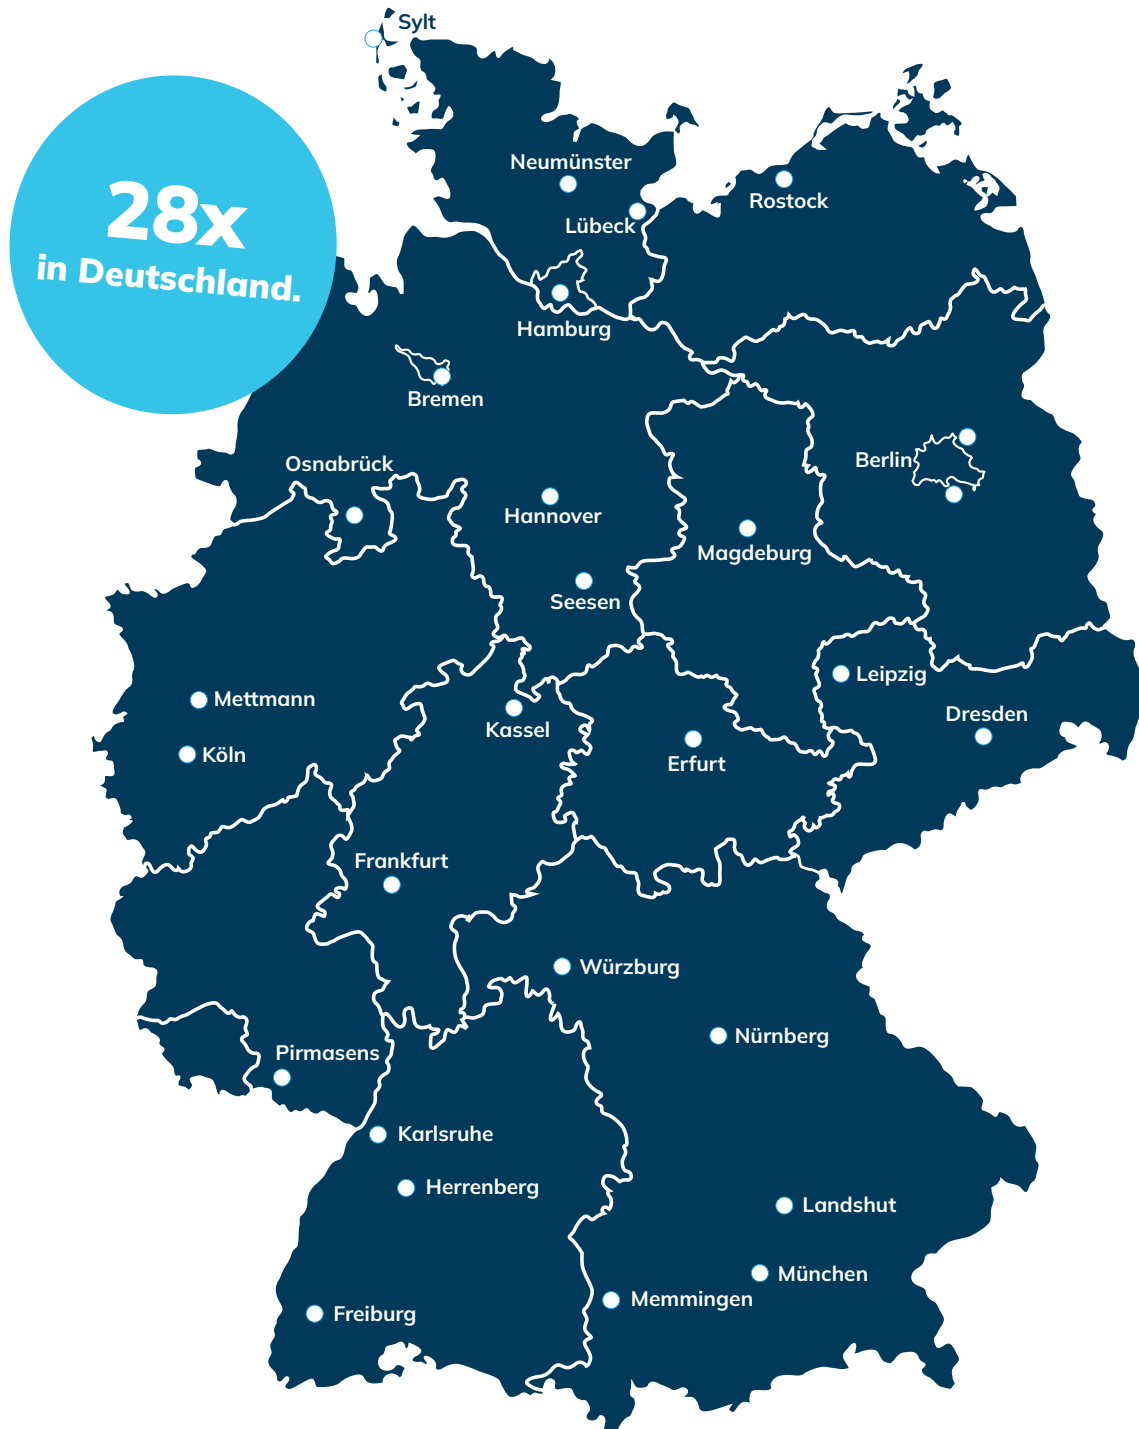 Sylt
28x
in Deutschland.
Neumünster
Rostock
Lübeck
Hamburg
Bremen
Berlin
Osnabrück
Hannover
Magdeburg
Seesen
Leipzig
Mettmann
Dresden
Kassel
Köln
Erfurt
Frankfurt
Würzburg
Nürnberg
Pirmasens
Karlsruhe
Herrenberg
Landshut
München
Memmingen
Freiburg